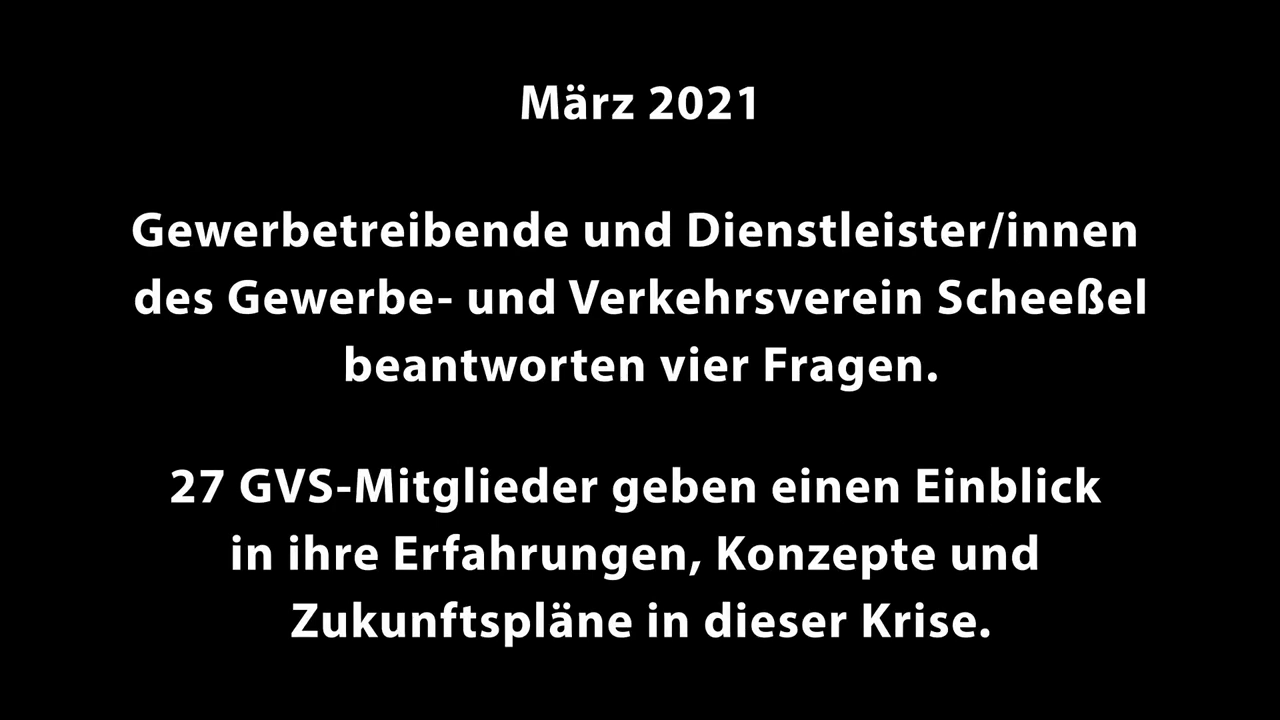 März 2021
Gewerbetreibende und Dienstleister/innen
des Gewerbe- und Verkehrsverein Scheeßel
beantworten vier Fragen.
27 GVS-Mitglieder geben einen Einblick
in ihre Erfahrungen, Konzepte und
Zukunftspläne in dieser Krise.